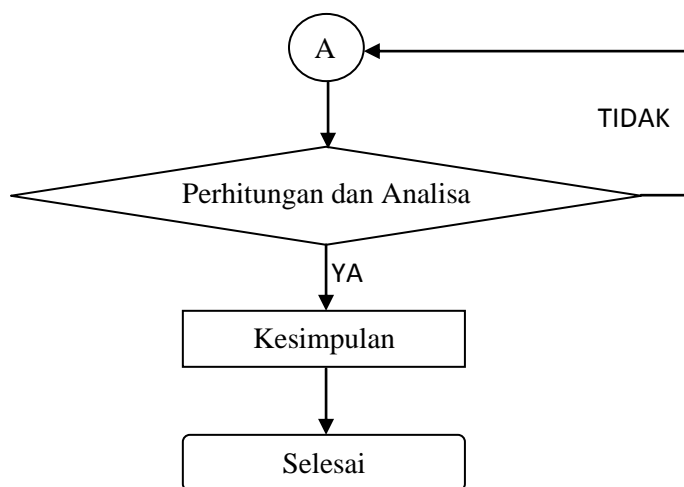 A
TIDAK
Perhitungan dan Analisa
YA
Kesimpulan
Selesai